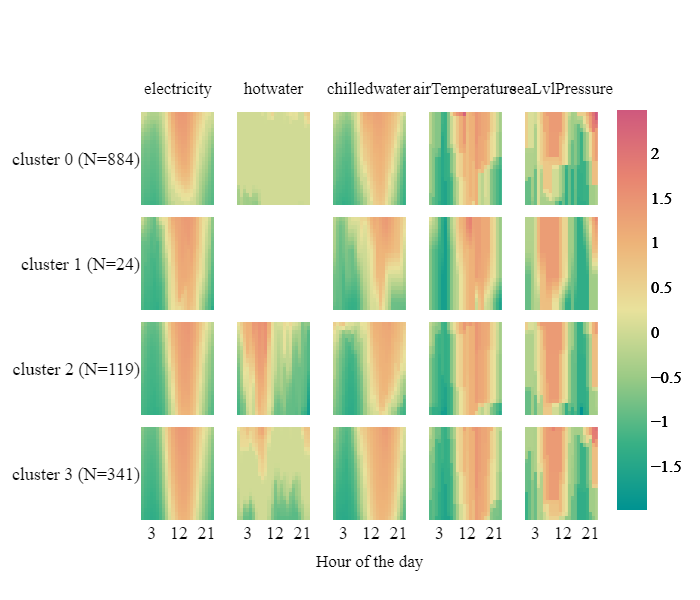 electricity hotwater chilledwater airTemperature seaLvlPressure
cluster 0 (N=884)
cluster 1 (N=24)
cluster 2 (N=119)
cluster 3 (N=341)
3 12 21 3 12 21 3 12 21 3 12 21 3 12 21
Hour of the day
2
1.5
1
0.5
0
−0.5
−1
−1.5